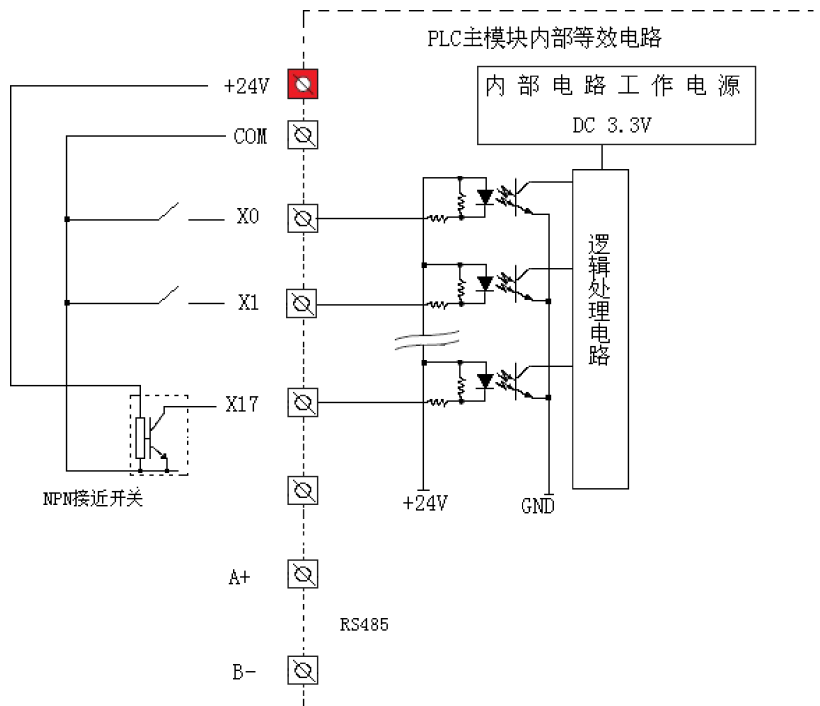 PLC主模块内部等效电路
+24V
内部电路工作电源
DC 3.3V
COM
X0
X1
逻辑处理电路
X17
NPN接近开关
+24V
GND
A+
RS485
B-